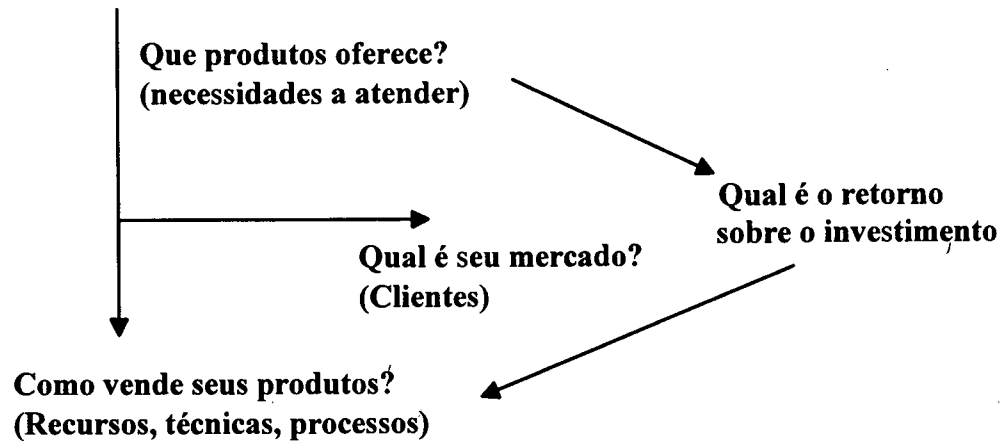 Que produtos oferece?
(necessidades a atender)
Qual é o retorno
sobre o investimento
Qual é seu mercado?
(Clientes)
Como vende seus produtos?
(Recursos, técnicas, processos)